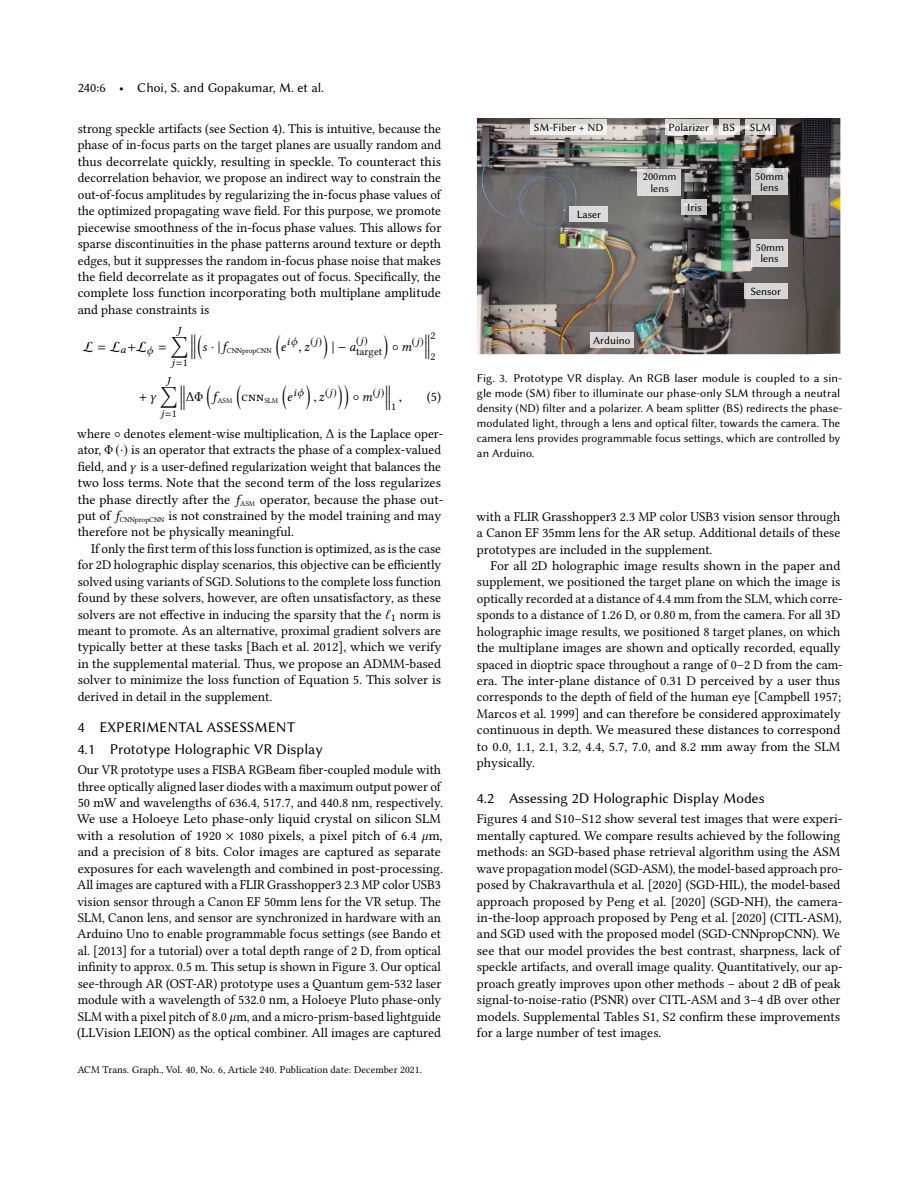 240:6 • Choi, S. and Gopakumar, M. et al.
strong speckle artifacts (see Section 4). This is intuitive, because the
phase of in-focus parts on the target planes are usually random and
thus decorrelate quickly, resulting in speckle. To counteract this
decorrelation behavior, we propose an indirect way to constrain the
out-of-focus amplitudes by regularizing the in-focus phase values of
the optimized propagating wave field. For this purpose, we promote
piecewise smoothness of the in-focus phase values. This allows for
sparse discontinuities in the phase patterns around texture or depth
edges, but it suppresses the random in-focus phase noise that makes
the field decorrelate as it propagates out of focus. Specifically, the
complete loss function incorporating both multiplane amplitude
and phase constraints is
ℒ = ℒa+ℒϕ = ∑_{j=1}^{J} ‖(s · |f_CNNpropCNN (e^{iϕ}, z^{(j)}) | − a_target^{(j)}) ∘ m^{(j)}‖_2^2
+ γ ∑_{j=1}^{J} ‖ΔΦ (f_ASM (CNN_SLM (e^{iϕ}) , z^{(j)})) ∘ m^{(j)}‖_1 , (5)
where ∘ denotes element-wise multiplication, Δ is the Laplace oper-
ator, Φ (·) is an operator that extracts the phase of a complex-valued
field, and γ is a user-defined regularization weight that balances the
two loss terms. Note that the second term of the loss regularizes
the phase directly after the f_ASM operator, because the phase out-
put of f_CNNpropCNN is not constrained by the model training and may
therefore not be physically meaningful.
If only the first term of this loss function is optimized, as is the case
for 2D holographic display scenarios, this objective can be efficiently
solved using variants of SGD. Solutions to the complete loss function
found by these solvers, however, are often unsatisfactory, as these
solvers are not effective in inducing the sparsity that the ℓ1 norm is
meant to promote. As an alternative, proximal gradient solvers are
typically better at these tasks [Bach et al. 2012], which we verify
in the supplemental material. Thus, we propose an ADMM-based
solver to minimize the loss function of Equation 5. This solver is
derived in detail in the supplement.
4 EXPERIMENTAL ASSESSMENT
4.1 Prototype Holographic VR Display
Our VR prototype uses a FISBA RGBeam fiber-coupled module with
three optically aligned laser diodes with a maximum output power of
50 mW and wavelengths of 636.4, 517.7, and 440.8 nm, respectively.
We use a Holoeye Leto phase-only liquid crystal on silicon SLM
with a resolution of 1920 × 1080 pixels, a pixel pitch of 6.4 μm,
and a precision of 8 bits. Color images are captured as separate
exposures for each wavelength and combined in post-processing.
All images are captured with a FLIR Grasshopper3 2.3 MP color USB3
vision sensor through a Canon EF 50mm lens for the VR setup. The
SLM, Canon lens, and sensor are synchronized in hardware with an
Arduino Uno to enable programmable focus settings (see Bando et
al. [2013] for a tutorial) over a total depth range of 2 D, from optical
infinity to approx. 0.5 m. This setup is shown in Figure 3. Our optical
see-through AR (OST-AR) prototype uses a Quantum gem-532 laser
module with a wavelength of 532.0 nm, a Holoeye Pluto phase-only
SLM with a pixel pitch of 8.0 μm, and a micro-prism-based lightguide
(LLVision LEION) as the optical combiner. All images are captured
SM-Fiber + ND
Polarizer
BS
SLM
200mm
lens
50mm
lens
Iris
Laser
50mm
lens
Sensor
Arduino
Fig. 3. Prototype VR display. An RGB laser module is coupled to a sin-
gle mode (SM) fiber to illuminate our phase-only SLM through a neutral
density (ND) filter and a polarizer. A beam splitter (BS) redirects the phase-
modulated light, through a lens and optical filter, towards the camera. The
camera lens provides programmable focus settings, which are controlled by
an Arduino.
with a FLIR Grasshopper3 2.3 MP color USB3 vision sensor through
a Canon EF 35mm lens for the AR setup. Additional details of these
prototypes are included in the supplement.
For all 2D holographic image results shown in the paper and
supplement, we positioned the target plane on which the image is
optically recorded at a distance of 4.4 mm from the SLM, which corre-
sponds to a distance of 1.26 D, or 0.80 m, from the camera. For all 3D
holographic image results, we positioned 8 target planes, on which
the multiplane images are shown and optically recorded, equally
spaced in dioptric space throughout a range of 0–2 D from the cam-
era. The inter-plane distance of 0.31 D perceived by a user thus
corresponds to the depth of field of the human eye [Campbell 1957;
Marcos et al. 1999] and can therefore be considered approximately
continuous in depth. We measured these distances to correspond
to 0.0, 1.1, 2.1, 3.2, 4.4, 5.7, 7.0, and 8.2 mm away from the SLM
physically.
4.2 Assessing 2D Holographic Display Modes
Figures 4 and S10–S12 show several test images that were experi-
mentally captured. We compare results achieved by the following
methods: an SGD-based phase retrieval algorithm using the ASM
wave propagation model (SGD-ASM), the model-based approach pro-
posed by Chakravarthula et al. [2020] (SGD-HIL), the model-based
approach proposed by Peng et al. [2020] (SGD-NH), the camera-
in-the-loop approach proposed by Peng et al. [2020] (CITL-ASM),
and SGD used with the proposed model (SGD-CNNpropCNN). We
see that our model provides the best contrast, sharpness, lack of
speckle artifacts, and overall image quality. Quantitatively, our ap-
proach greatly improves upon other methods – about 2 dB of peak
signal-to-noise-ratio (PSNR) over CITL-ASM and 3–4 dB over other
models. Supplemental Tables S1, S2 confirm these improvements
for a large number of test images.
ACM Trans. Graph., Vol. 40, No. 6, Article 240. Publication date: December 2021.